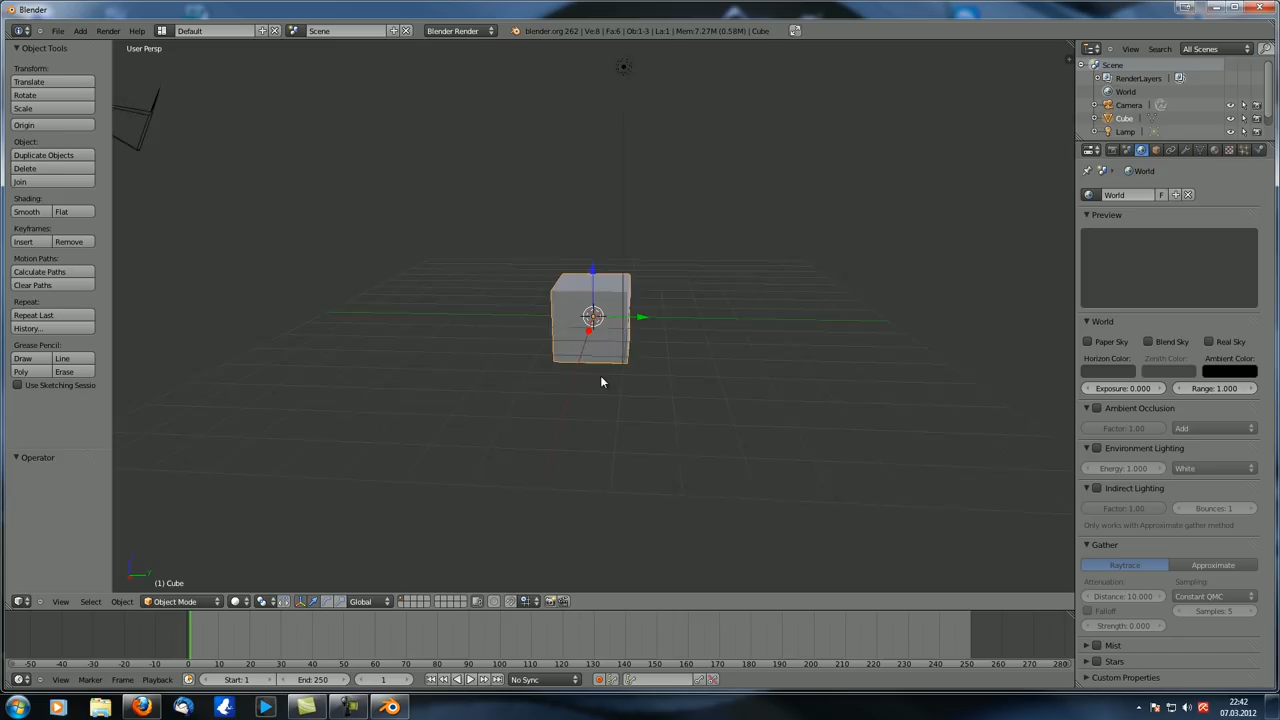 Blender
File Add Render Help Default Scene Blender Render blender.org 262 | Ve:8 | Fa:6 | Ob:1-3 | La:1 | Mem:7.27M (0.58M) | Cube
View Search All Scenes
Object Tools
User Persp
Scene
Transform:
RenderLayers
Translate
World
Rotate
Camera
Scale
Cube
Origin
Lamp
Object:
Duplicate Objects
Delete
World
Join
World F
Shading:
Smooth Flat
Preview
Keyframes:
Insert Remove
Motion Paths:
Calculate Paths
Clear Paths
Repeat:
Repeat Last
History...
World
Grease Pencil:
Paper Sky Blend Sky Real Sky
Draw Line
Horizon Color: Zenith Color: Ambient Color:
Poly Erase
Use Sketching Sessio
Exposure: 0.000 Range: 1.000
Ambient Occlusion
Factor: 1.00 Add
Environment Lighting
Operator
Energy: 1.000 White
Indirect Lighting
Factor: 1.00 Bounces: 1
Only works with Approximate gather method
Gather
Raytrace Approximate
Attenuation: Sampling:
(1) Cube
Distance: 10.000 Constant QMC
View Select Object Object Mode Global
Falloff Samples: 5
Strength: 0.000
Mist
Stars
-50 -40 -30 -20 -10 0 10 20 30 40 50 60 70 80 90 100 110 120 130 140 150 160 170 180 190 200 210 220 230 240 250 260 270 280
Custom Properties
View Marker Frame Playback Start: 1 End: 250 1 No Sync
22:42
07.03.2012